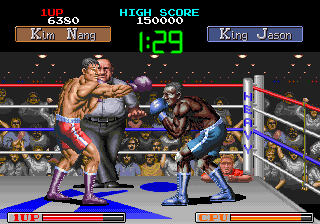 1UP HIGH SCORE
6380 150000
Kim Nang 1:29 King Jason
HEAVY
1UP CPU